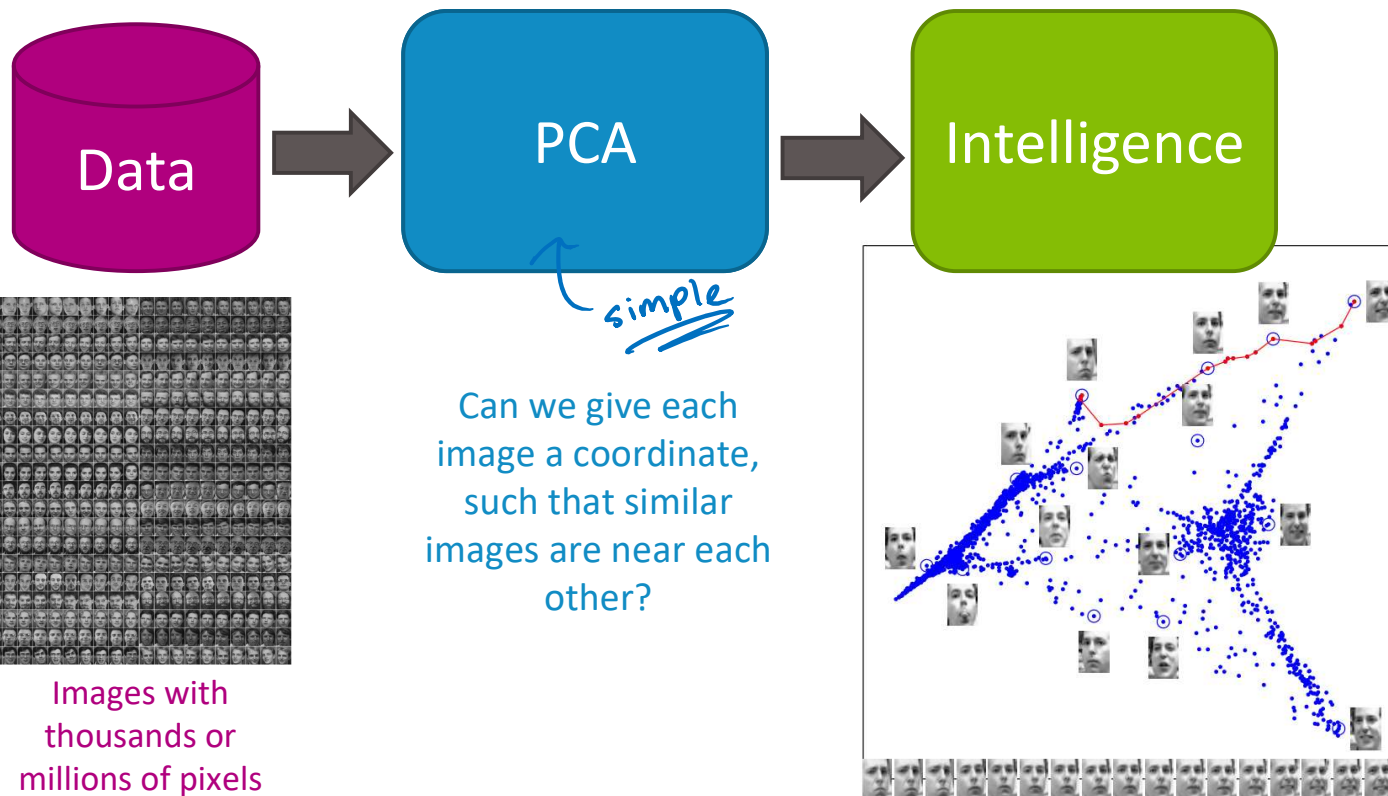 Data
PCA
Intelligence
simple
Can we give each
image a coordinate,
such that similar
images are near each
other?
Images with
thousands or
millions of pixels